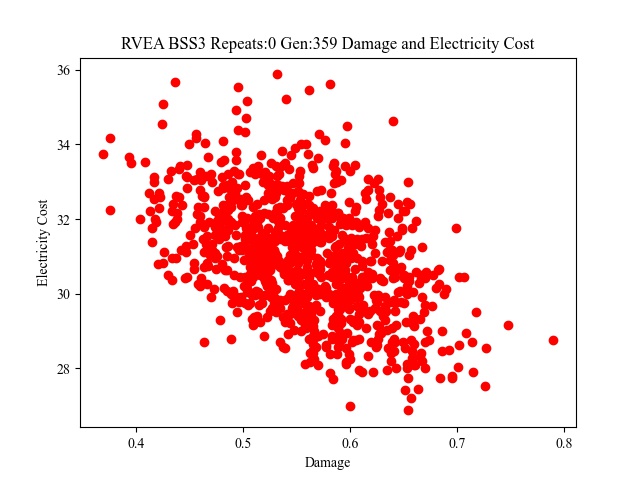 RVEA BSS3 Repeats:0 Gen:359 Damage and Electricity Cost
36
34
32
30
28
Electricity Cost
0.4 0.5 0.6 0.7 0.8
Damage